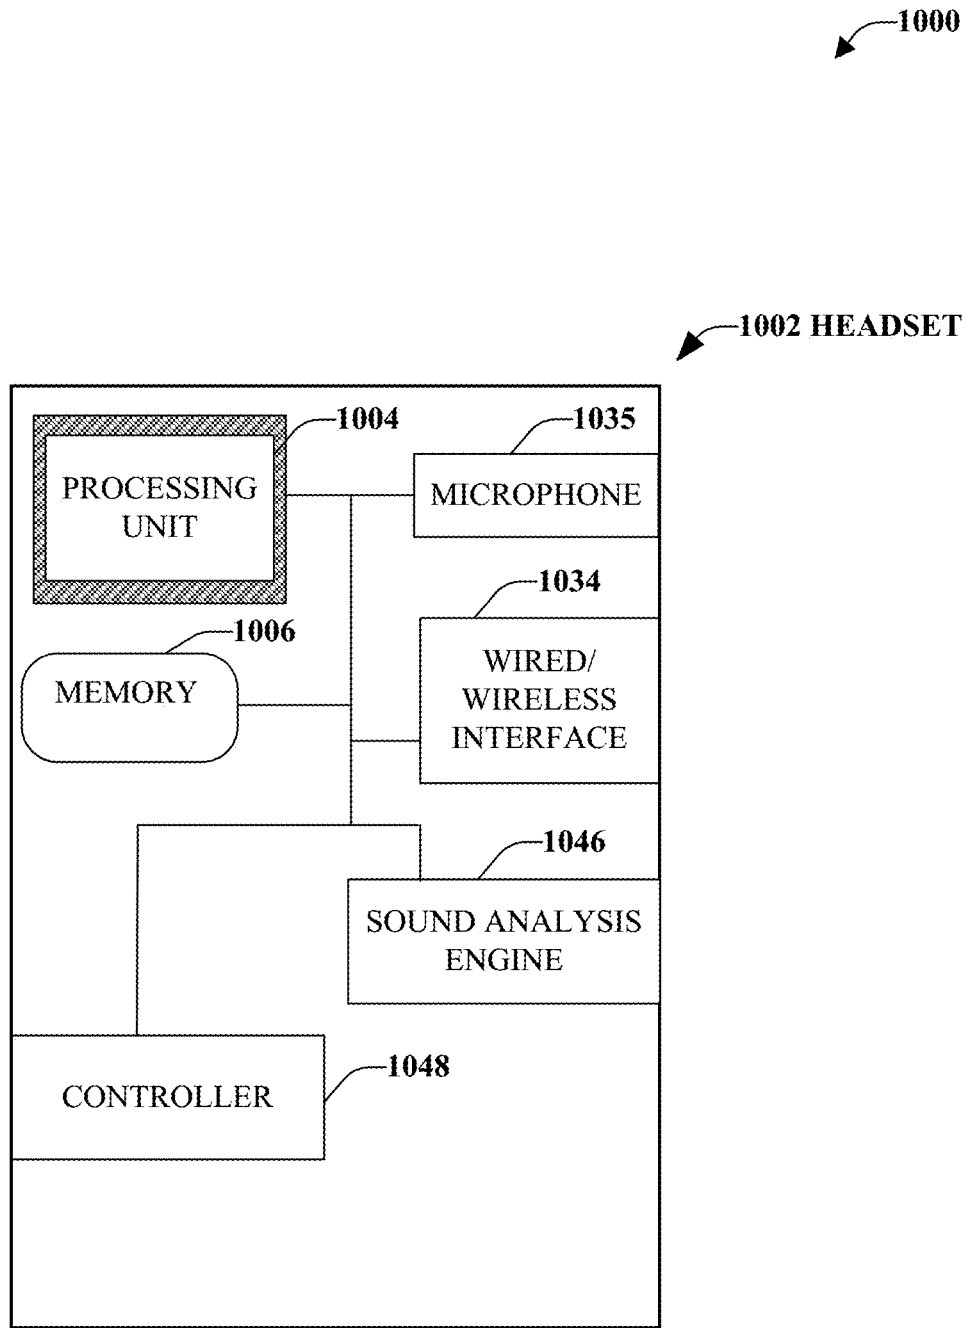 1000
1002 HEADSET
1004
PROCESSING
UNIT
1035
MICROPHONE
1034
WIRED/
WIRELESS
INTERFACE
1006
MEMORY
1046
SOUND ANALYSIS
ENGINE
1048
CONTROLLER